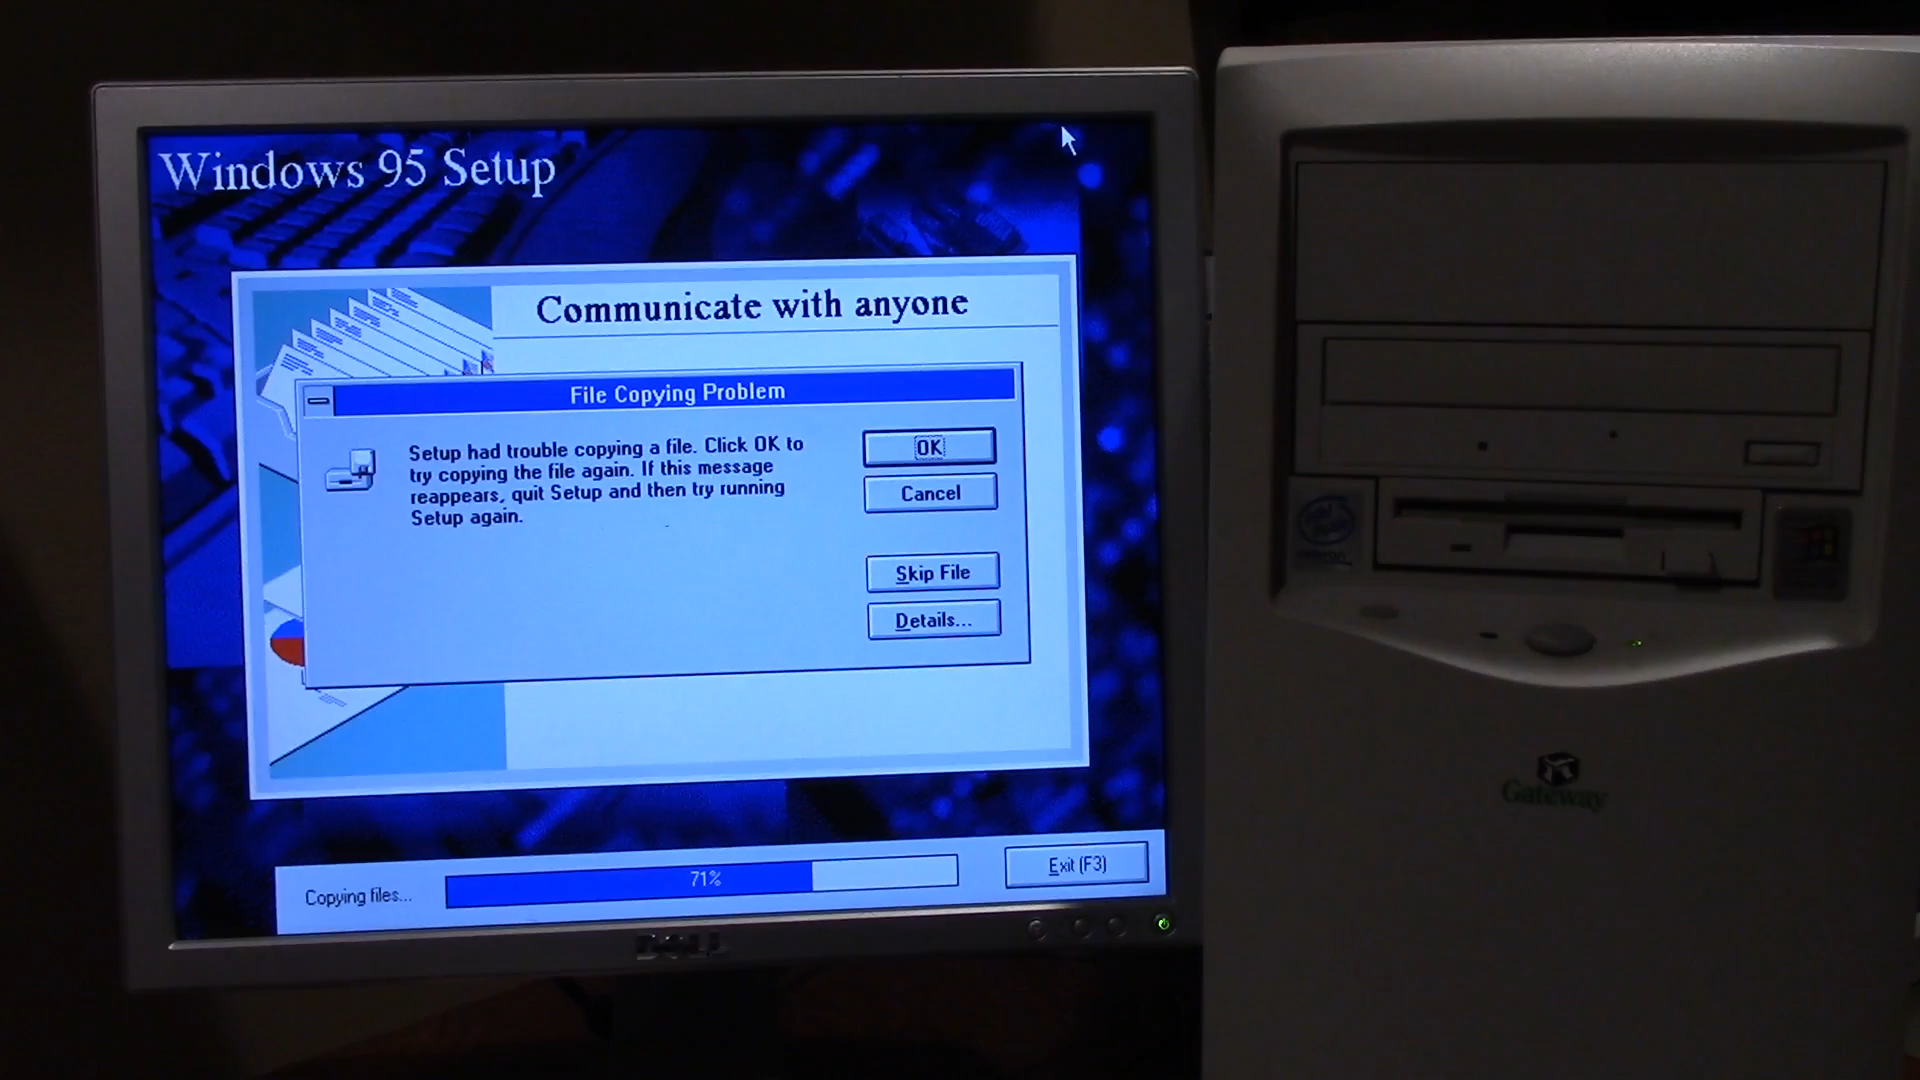 Windows 95 Setup
Communicate with anyone
File Copying Problem
Setup had trouble copying a file. Click OK to
try copying the file again. If this message
reappears, quit Setup and then try running
Setup again.
OK
Cancel
Skip File
Details...
Copying files...
71%
Exit (F3)
DELL
Gateway